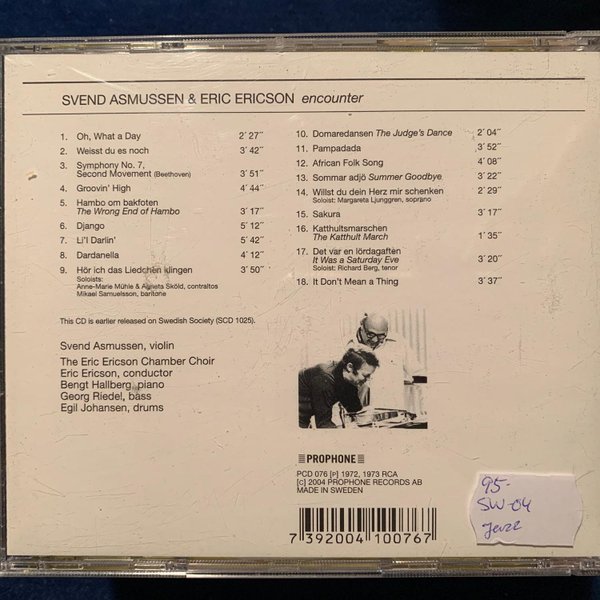 SVEND ASMUSSEN & ERIC ERICSON encounter
1. Oh, What a Day 2´27´´
2. Weisst du es noch 3´42´´
3. Symphony No. 7,
Second Movement (Beethoven) 3´51´´
4. Groovin' High 4´44´´
5. Hambo om bakfoten
The Wrong End of Hambo 3´17´´
6. Django 5´12´´
7. Li'l Darlin' 5´42´´
8. Dardanella 4´12´´
9. Hör ich das Liedchen klingen 3´50´´
Soloists:
Anne-Marie Mühle & Agneta Sköld, contraltos
Mikael Samuelsson, baritone
10. Domaredansen The Judge's Dance 2´04´´
11. Pampadada 3´52´´
12. African Folk Song 4´08´´
13. Sommar adjö Summer Goodbye 3´22´´
14. Willst du dein Herz mir schenken 2´29´´
Soloist: Margareta Ljunggren, soprano
15. Sakura 3´17´´
16. Katthultsmarschen
The Katthult March 1´35´´
17. Det var en lördagaften
It Was a Saturday Eve 3´20´´
Soloist: Richard Berg, tenor
18. It Don't Mean a Thing 3´37´´
This CD is earlier released on Swedish Society (SCD 1025).
Svend Asmussen, violin
The Eric Ericson Chamber Choir
Eric Ericson, conductor
Bengt Hallberg, piano
Georg Riedel, bass
Egil Johansen, drums
PROPHONE
PCD 076 [P] 1972, 1973 RCA
[C] 2004 PROPHONE RECORDS AB
MADE IN SWEDEN
7 392004 100767
95-
SW-04
Jazz